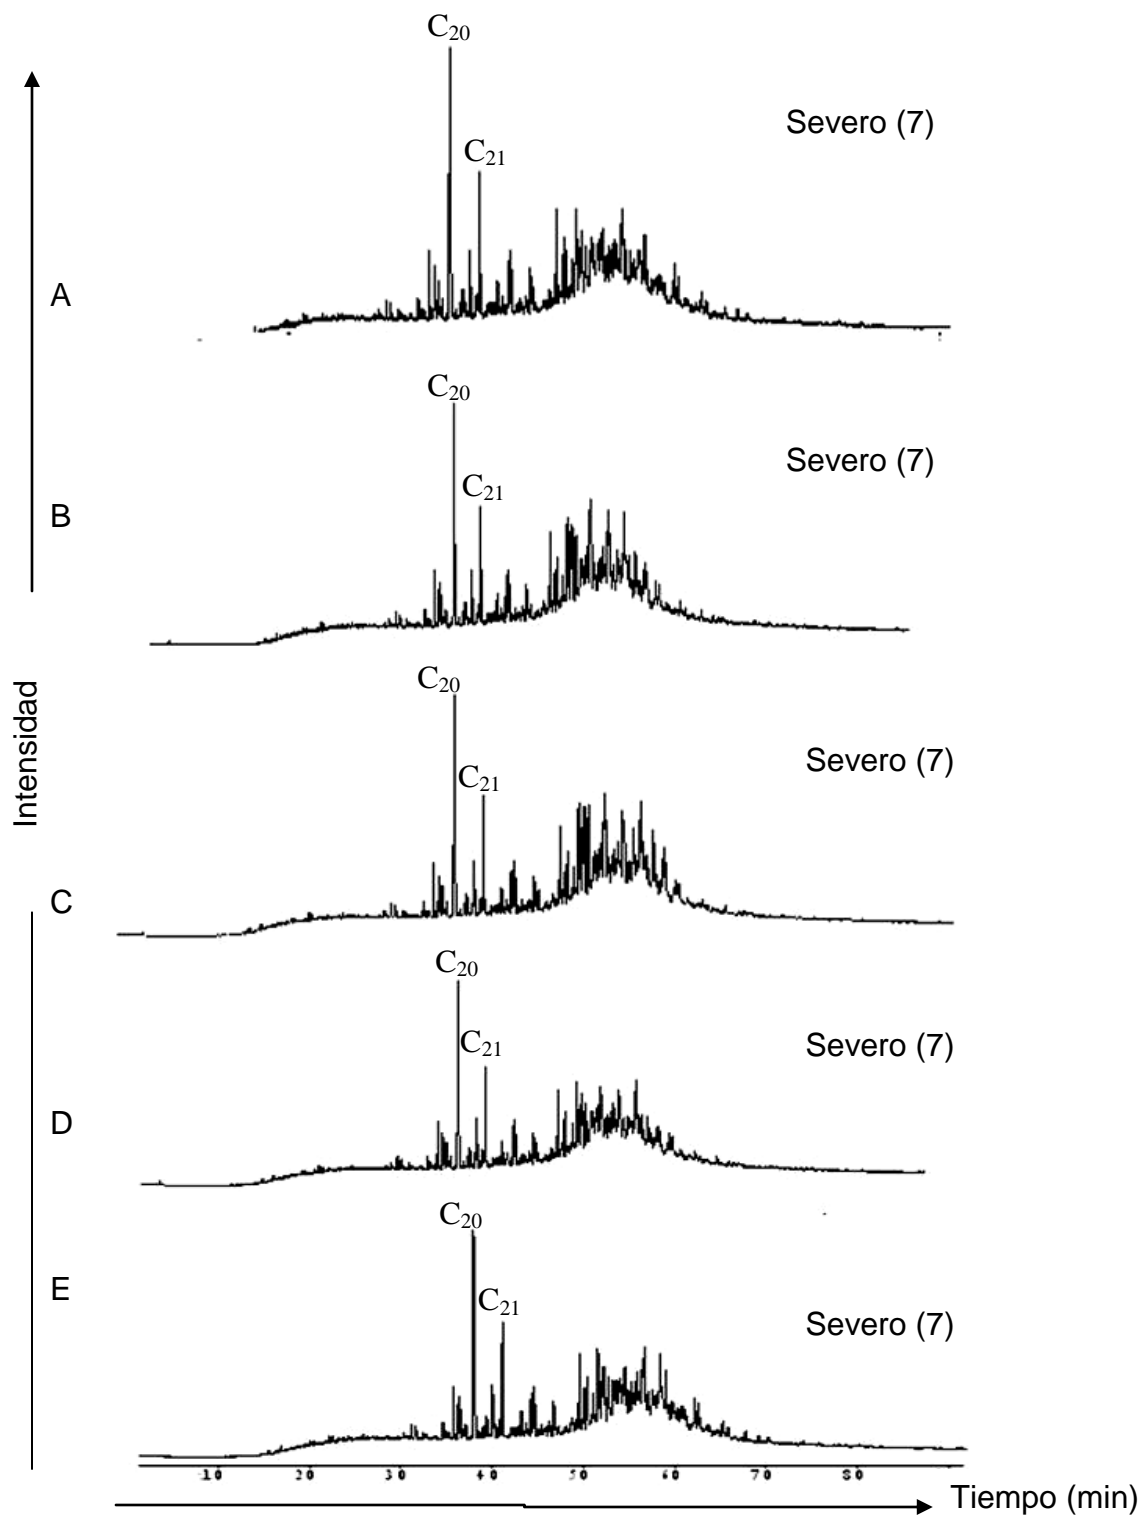 C₂₀
Severo (7)
C₂₁
A
C₂₀
Severo (7)
C₂₁
B
C₂₀
Intensidad
Severo (7)
C₂₁
C
C₂₀
C₂₁
Severo (7)
D
C₂₀
E
C₂₁
Severo (7)
10 20 30 40 50 60 70 80
Tiempo (min)